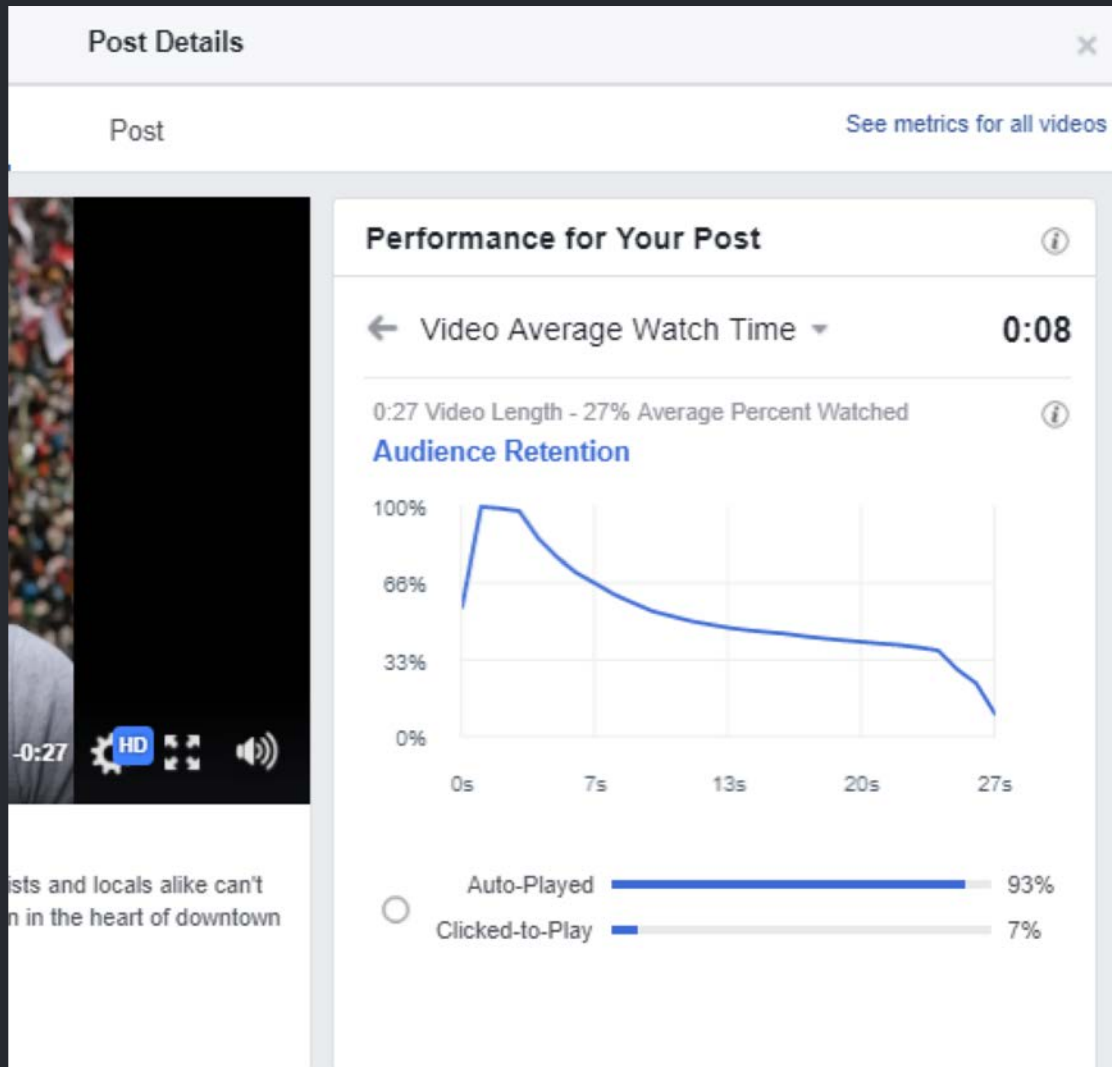 Post Details
Post
See metrics for all videos
Performance for Your Post
Video Average Watch Time
0:08
0:27 Video Length - 27% Average Percent Watched
Audience Retention
100%
66%
33%
0%
0s 7s 13s 20s 27s
-0:27 HD
ists and locals alike can't
n in the heart of downtown
Auto-Played 93%
Clicked-to-Play 7%